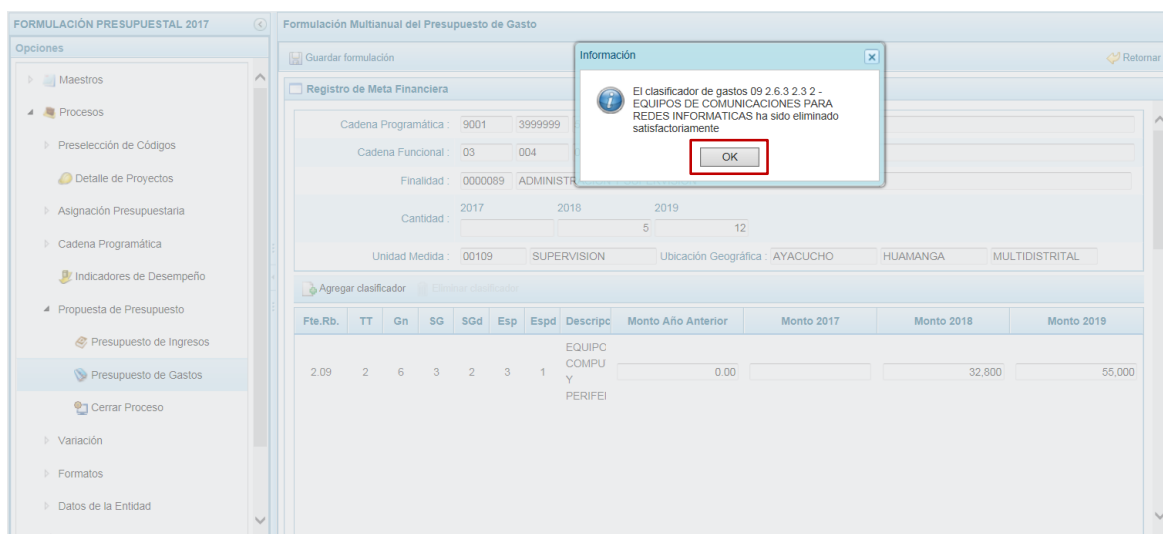 FORMULACIÓN PRESUPUESTAL 2017
Opciones
Maestros
Procesos
Preselección de Códigos
Detalle de Proyectos
Asignación Presupuestaria
Cadena Programática
Indicadores de Desempeño
Propuesta de Presupuesto
Presupuesto de Ingresos
Presupuesto de Gastos
Cerrar Proceso
Variación
Formatos
Datos de la Entidad
Formulación Multianual del Presupuesto de Gasto
Guardar formulación
Retornar
Información
El clasificador de gastos 09 2.6.3 2.3 2 -
EQUIPOS DE COMUNICACIONES PARA
REDES INFORMATICAS ha sido eliminado
satisfactoriamente
OK
Registro de Meta Financiera
Cadena Programática : 9001 3999999
Cadena Funcional : 03 004
Finalidad : 0000089
2017 2018 2019
Cantidad : 5 12
Unidad Medida : 00109 SUPERVISION Ubicación Geográfica : AYACUCHO HUAMANGA MULTIDISTRITAL
Agregar clasificador Eliminar clasificador
Fte.Rb. TT Gn SG SGd Esp Espd Descripc Monto Año Anterior Monto 2017 Monto 2018 Monto 2019
EQUIPC
COMPU
2.09 2 6 3 2 3 1 0.00 32,800 55,000
Y
PERIFEI